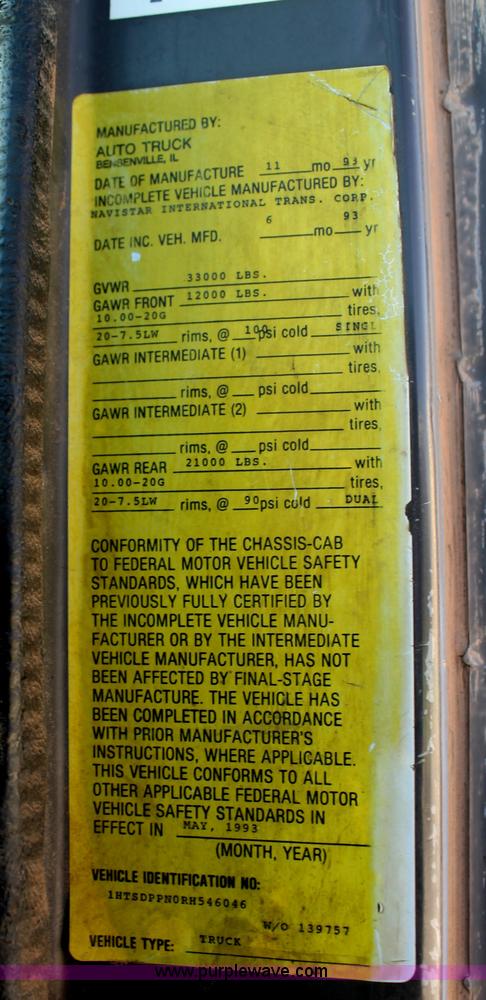 MANUFACTURED BY:
AUTO TRUCK
BENSENVILLE, IL
DATE OF MANUFACTURE 11 mo 93 yr
INCOMPLETE VEHICLE MANUFACTURED BY:
NAVISTAR INTERNATIONAL TRANS. CORP.
DATE INC. VEH. MFD. 6 mo 93 yr
GVWR 33000 LBS.
GAWR FRONT 12000 LBS. with
10.00-20G tires,
20-7.5LW rims, @ 100 psi cold SINGL
GAWR INTERMEDIATE (1) with
tires,
rims, @ psi cold
GAWR INTERMEDIATE (2) with
tires,
rims, @ psi cold
GAWR REAR 21000 LBS. with
10.00-20G tires,
20-7.5LW rims, @ 90 psi cold DUAL
CONFORMITY OF THE CHASSIS-CAB
TO FEDERAL MOTOR VEHICLE SAFETY
STANDARDS, WHICH HAVE BEEN
PREVIOUSLY FULLY CERTIFIED BY
THE INCOMPLETE VEHICLE MANU-
FACTURER OR BY THE INTERMEDIATE
VEHICLE MANUFACTURER, HAS NOT
BEEN AFFECTED BY FINAL-STAGE
MANUFACTURE. THE VEHICLE HAS
BEEN COMPLETED IN ACCORDANCE
WITH PRIOR MANUFACTURER'S
INSTRUCTIONS, WHERE APPLICABLE.
THIS VEHICLE CONFORMS TO ALL
OTHER APPLICABLE FEDERAL MOTOR
VEHICLE SAFETY STANDARDS IN
EFFECT IN MAY, 1993
(MONTH, YEAR)
VEHICLE IDENTIFICATION NO:
1HTSDPPN0RH546046
W/O 139757
VEHICLE TYPE: TRUCK
www.purplewave.com